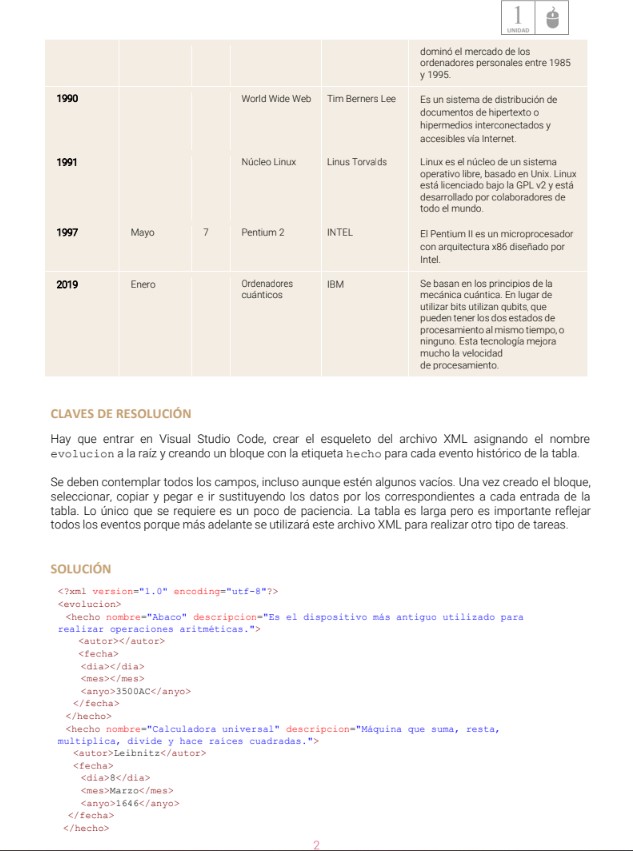 1
UNIDAD
dominó el mercado de los
ordenadores personales entre 1985
y 1995.
1990 World Wide Web Tim Berners Lee Es un sistema de distribución de
documentos de hipertexto o
hipermedios interconectados y
accesibles vía Internet.
1991 Núcleo Linux Linus Torvalds Linux es el núcleo de un sistema
operativo libre, basado en Unix. Linux
está licenciado bajo la GPL v2 y está
desarrollado por colaboradores de
todo el mundo.
1997 Mayo 7 Pentium 2 INTEL El Pentium II es un microprocesador
con arquitectura x86 diseñado por
Intel.
2019 Enero Ordenadores IBM Se basan en los principios de la
cuánticos mecánica cuántica. En lugar de
utilizar bits utilizan qubits, que
pueden tener los dos estados de
procesamiento al mismo tiempo, o
ninguno. Esta tecnología mejora
mucho la velocidad
de procesamiento.
CLAVES DE RESOLUCIÓN
Hay que entrar en Visual Studio Code, crear el esqueleto del archivo XML asignando el nombre
evolucion a la raíz y creando un bloque con la etiqueta hecho para cada evento histórico de la tabla.
Se deben contemplar todos los campos, incluso aunque estén algunos vacíos. Una vez creado el bloque,
seleccionar, copiar y pegar e ir sustituyendo los datos por los correspondientes a cada entrada de la
tabla. Lo único que se requiere es un poco de paciencia. La tabla es larga pero es importante reflejar
todos los eventos porque más adelante se utilizará este archivo XML para realizar otro tipo de tareas.
SOLUCIÓN
<?xml version="1.0" encoding="utf-8"?>
<evolucion>
<hecho nombre="Abaco" descripcion="Es el dispositivo más antiguo utilizado para
realizar operaciones aritméticas.">
<autor></autor>
<fecha>
<dia></dia>
<mes></mes>
<anyo>3500AC</anyo>
</fecha>
</hecho>
<hecho nombre="Calculadora universal" descripcion="Máquina que suma, resta,
multiplica, divide y hace raíces cuadradas.">
<autor>Leibnitz</autor>
<fecha>
<dia>8</dia>
<mes>Marzo</mes>
<anyo>1646</anyo>
</fecha>
</hecho>
2